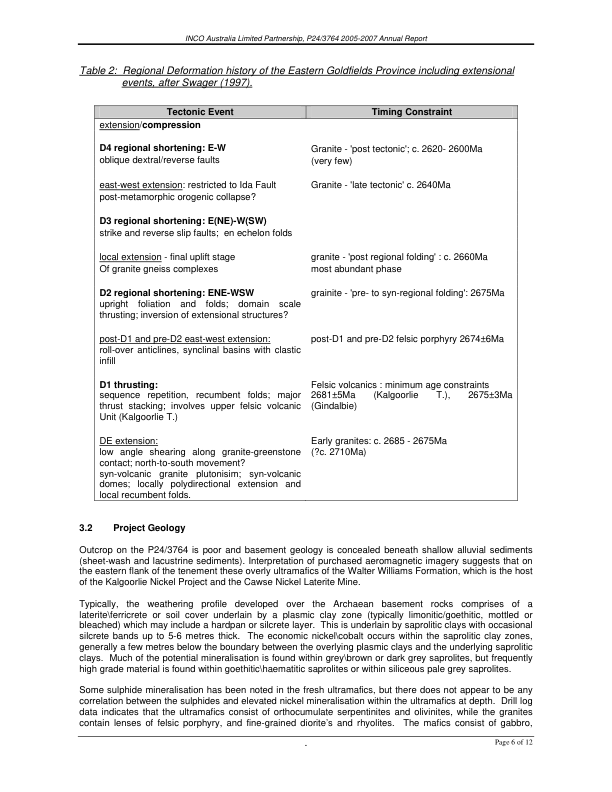 INCO Australia Limited Partnership, P24/3764 2005-2007 Annual Report
Table 2: Regional Deformation history of the Eastern Goldfields Province including extensional
events, after Swager (1997).
Tectonic Event Timing Constraint
extension/compression
D4 regional shortening: E-W Granite - 'post tectonic'; c. 2620- 2600Ma
oblique dextral/reverse faults (very few)
east-west extension: restricted to Ida Fault Granite - 'late tectonic' c. 2640Ma
post-metamorphic orogenic collapse?
D3 regional shortening: E(NE)-W(SW)
strike and reverse slip faults; en echelon folds
local extension - final uplift stage granite - 'post regional folding' : c. 2660Ma
Of granite gneiss complexes most abundant phase
D2 regional shortening: ENE-WSW grainite - 'pre- to syn-regional folding': 2675Ma
upright foliation and folds; domain scale
thrusting; inversion of extensional structures?
post-D1 and pre-D2 east-west extension: post-D1 and pre-D2 felsic porphyry 2674±6Ma
roll-over anticlines, synclinal basins with clastic
infill
D1 thrusting: Felsic volcanics : minimum age constraints
sequence repetition, recumbent folds; major 2681±5Ma (Kalgoorlie T.), 2675±3Ma
thrust stacking; involves upper felsic volcanic (Gindalbie)
Unit (Kalgoorlie T.)
DE extension: Early granites: c. 2685 - 2675Ma
low angle shearing along granite-greenstone (?c. 2710Ma)
contact; north-to-south movement?
syn-volcanic granite plutonisim; syn-volcanic
domes; locally polydirectional extension and
local recumbent folds.
3.2 Project Geology
Outcrop on the P24/3764 is poor and basement geology is concealed beneath shallow alluvial sediments
(sheet-wash and lacustrine sediments). Interpretation of purchased aeromagnetic imagery suggests that on
the eastern flank of the tenement these overly ultramafics of the Walter Williams Formation, which is the host
of the Kalgoorlie Nickel Project and the Cawse Nickel Laterite Mine.
Typically, the weathering profile developed over the Archaean basement rocks comprises of a
laterite\ferricrete or soil cover underlain by a plasmic clay zone (typically limonitic/goethitic, mottled or
bleached) which may include a hardpan or silcrete layer. This is underlain by saprolitic clays with occasional
silcrete bands up to 5-6 metres thick. The economic nickel\cobalt occurs within the saprolitic clay zones,
generally a few metres below the boundary between the overlying plasmic clays and the underlying saprolitic
clays. Much of the potential mineralisation is found within grey\brown or dark grey saprolites, but frequently
high grade material is found within goethitic\haematitic saprolites or within siliceous pale grey saprolites.
Some sulphide mineralisation has been noted in the fresh ultramafics, but there does not appear to be any
correlation between the sulphides and elevated nickel mineralisation within the ultramafics at depth. Drill log
data indicates that the ultramafics consist of orthocumulate serpentinites and olivinites, while the granites
contain lenses of felsic porphyry, and fine-grained diorite's and rhyolites. The mafics consist of gabbro,
- Page 6 of 12